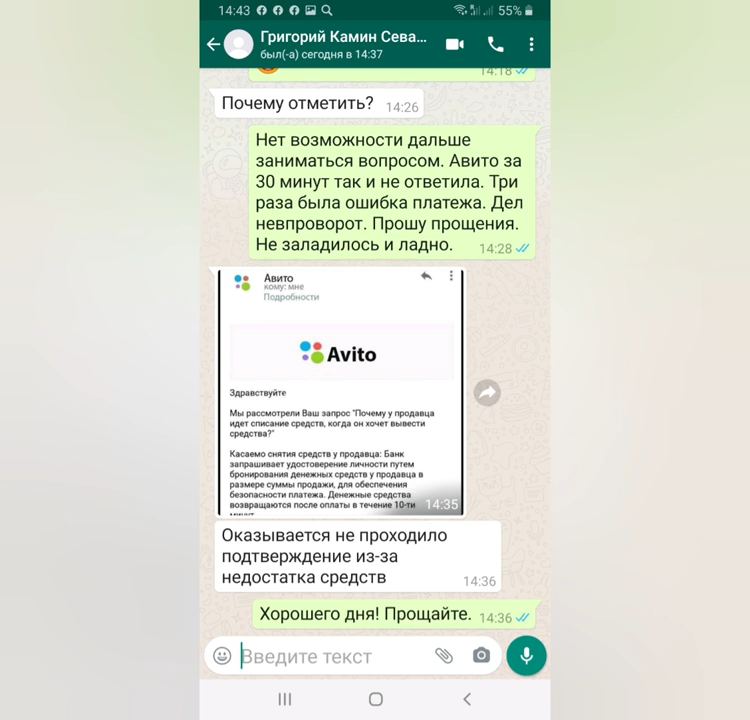 14:43
55%
Григорий Камин Сева...
был(-а) сегодня в 14:37
14:18
Почему отметить?
14:26
Нет возможности дальше
заниматься вопросом. Авито за
30 минут так и не ответила. Три
раза была ошибка платежа. Дел
невпроворот. Прошу прощения.
Не заладилось и ладно.
14:28
Авито
кому: мне
Подробности
Avito
Здравствуйте
Мы рассмотрели Ваш запрос "Почему у продавца
идет списание средств, когда он хочет вывести
средства?"
Касаемо снятия средств у продавца: Банк
запрашивает удостоверение личности путем
бронирования денежных средств у продавца в
размере суммы продажи, для обеспечения
безопасности платежа. Денежные средства
возвращаются после оплаты в течение 10-ти
14:35
Оказывается не проходило
подтверждение из-за
недостатка средств
14:36
Хорошего дня! Прощайте.
14:36
Введите текст